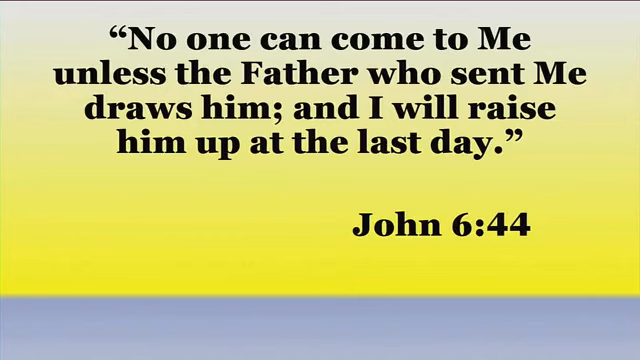 “No one can come to Me
unless the Father who sent Me
draws him; and I will raise
him up at the last day.”
John 6:44